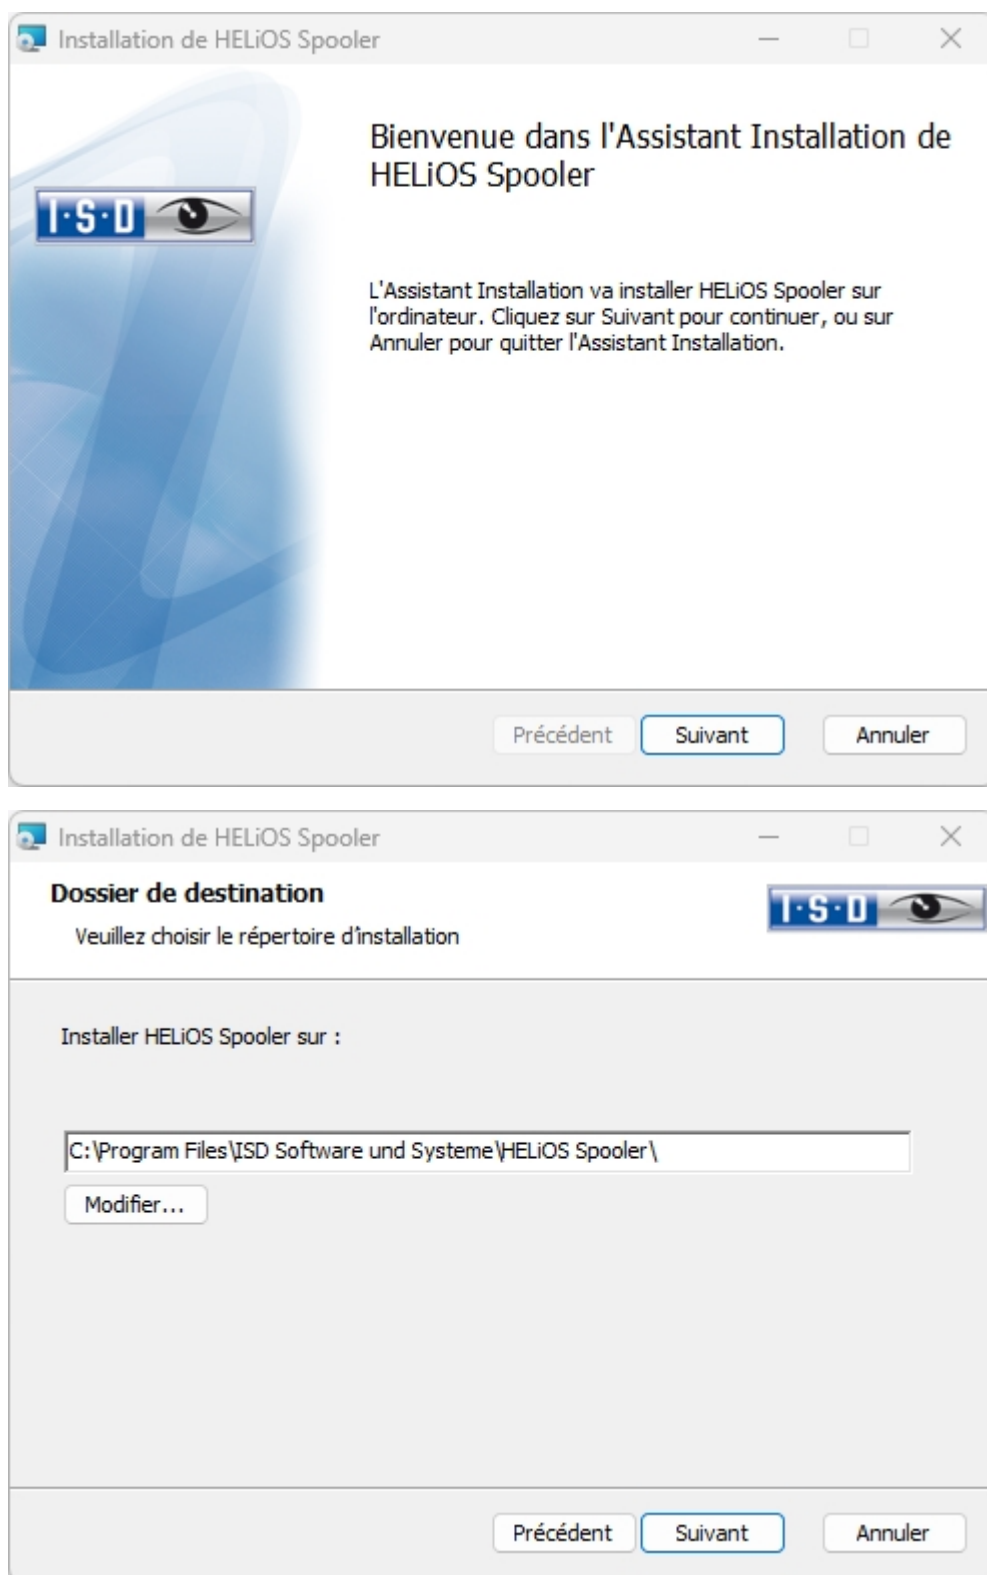 Installation de HELiOS Spooler
Bienvenue dans l'Assistant Installation de
HELiOS Spooler
I·S·D
L'Assistant Installation va installer HELiOS Spooler sur
l'ordinateur. Cliquez sur Suivant pour continuer, ou sur
Annuler pour quitter l'Assistant Installation.
Précédent Suivant Annuler
Installation de HELiOS Spooler
Dossier de destination
I·S·D
Veuillez choisir le répertoire d'installation
Installer HELiOS Spooler sur :
C:\Program Files\ISD Software und Systeme\HELiOS Spooler\
Modifier...
Précédent Suivant Annuler